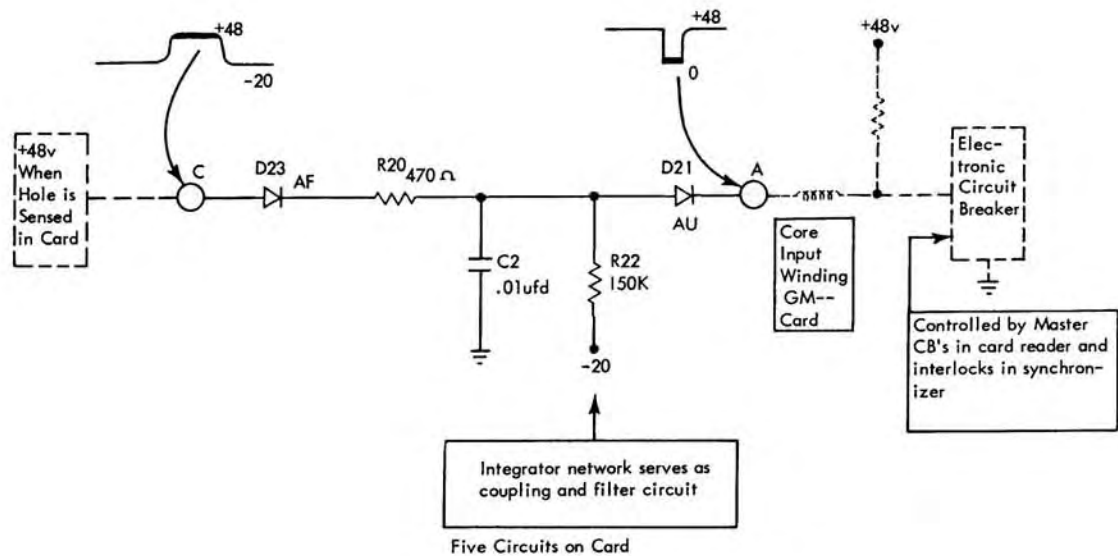 +48
-20
+48
0
+48v
+48v
When
Hole is
Sensed
in Card
C
D23
AF
R20
470 Ω
D21
AU
A
Elec-
tronic
Circuit
Breaker
C2
.01ufd
R22
150K
-20
Core
Input
Winding
GM--
Card
Controlled by Master
CB's in card reader and
interlocks in synchron-
izer
Integrator network serves as
coupling and filter circuit
Five Circuits on Card